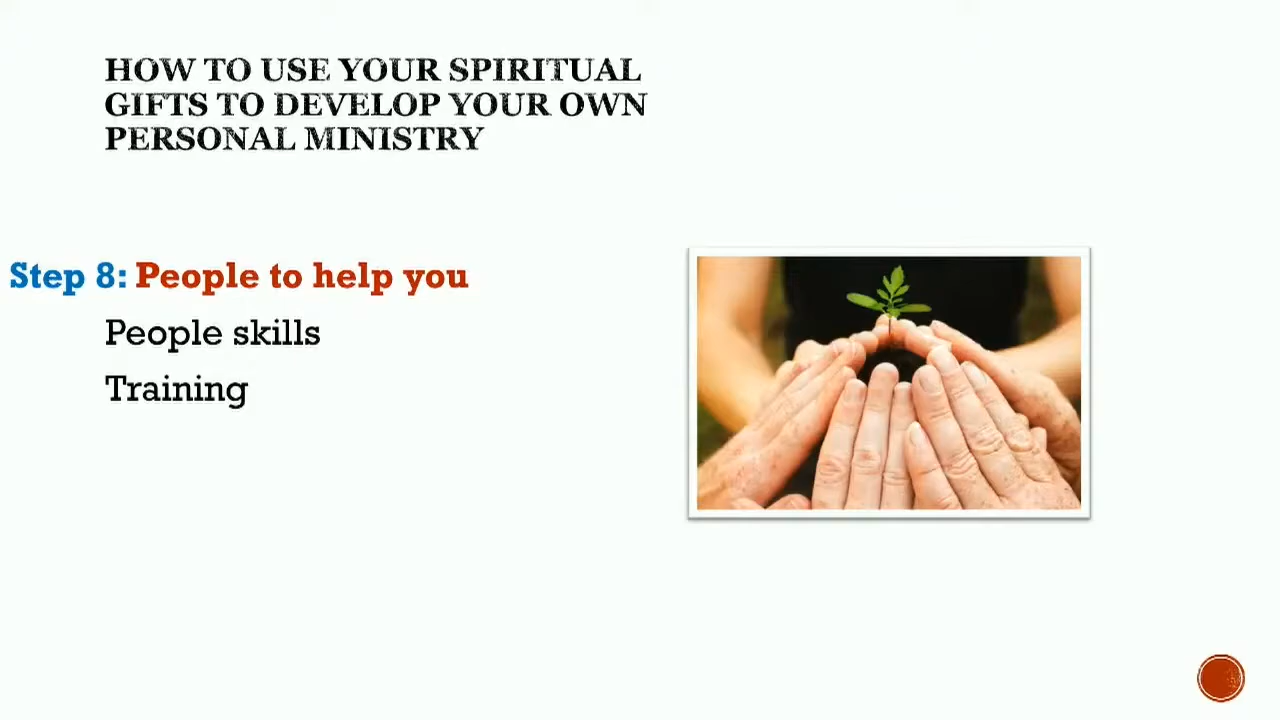 HOW TO USE YOUR SPIRITUAL
GIFTS TO DEVELOP YOUR OWN
PERSONAL MINISTRY
Step 8: People to help you
People skills
Training